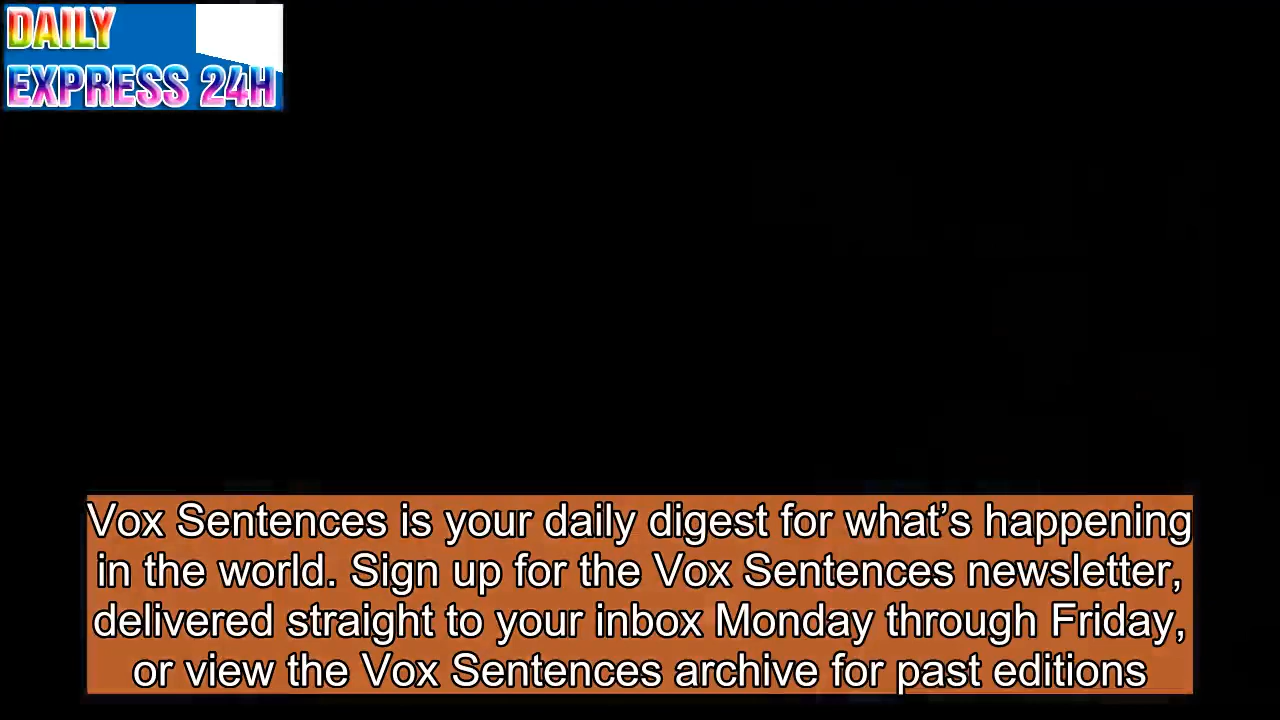 DAILY
EXPRESS 24H
Vox Sentences is your daily digest for what’s happening
in the world. Sign up for the Vox Sentences newsletter,
delivered straight to your inbox Monday through Friday,
or view the Vox Sentences archive for past editions